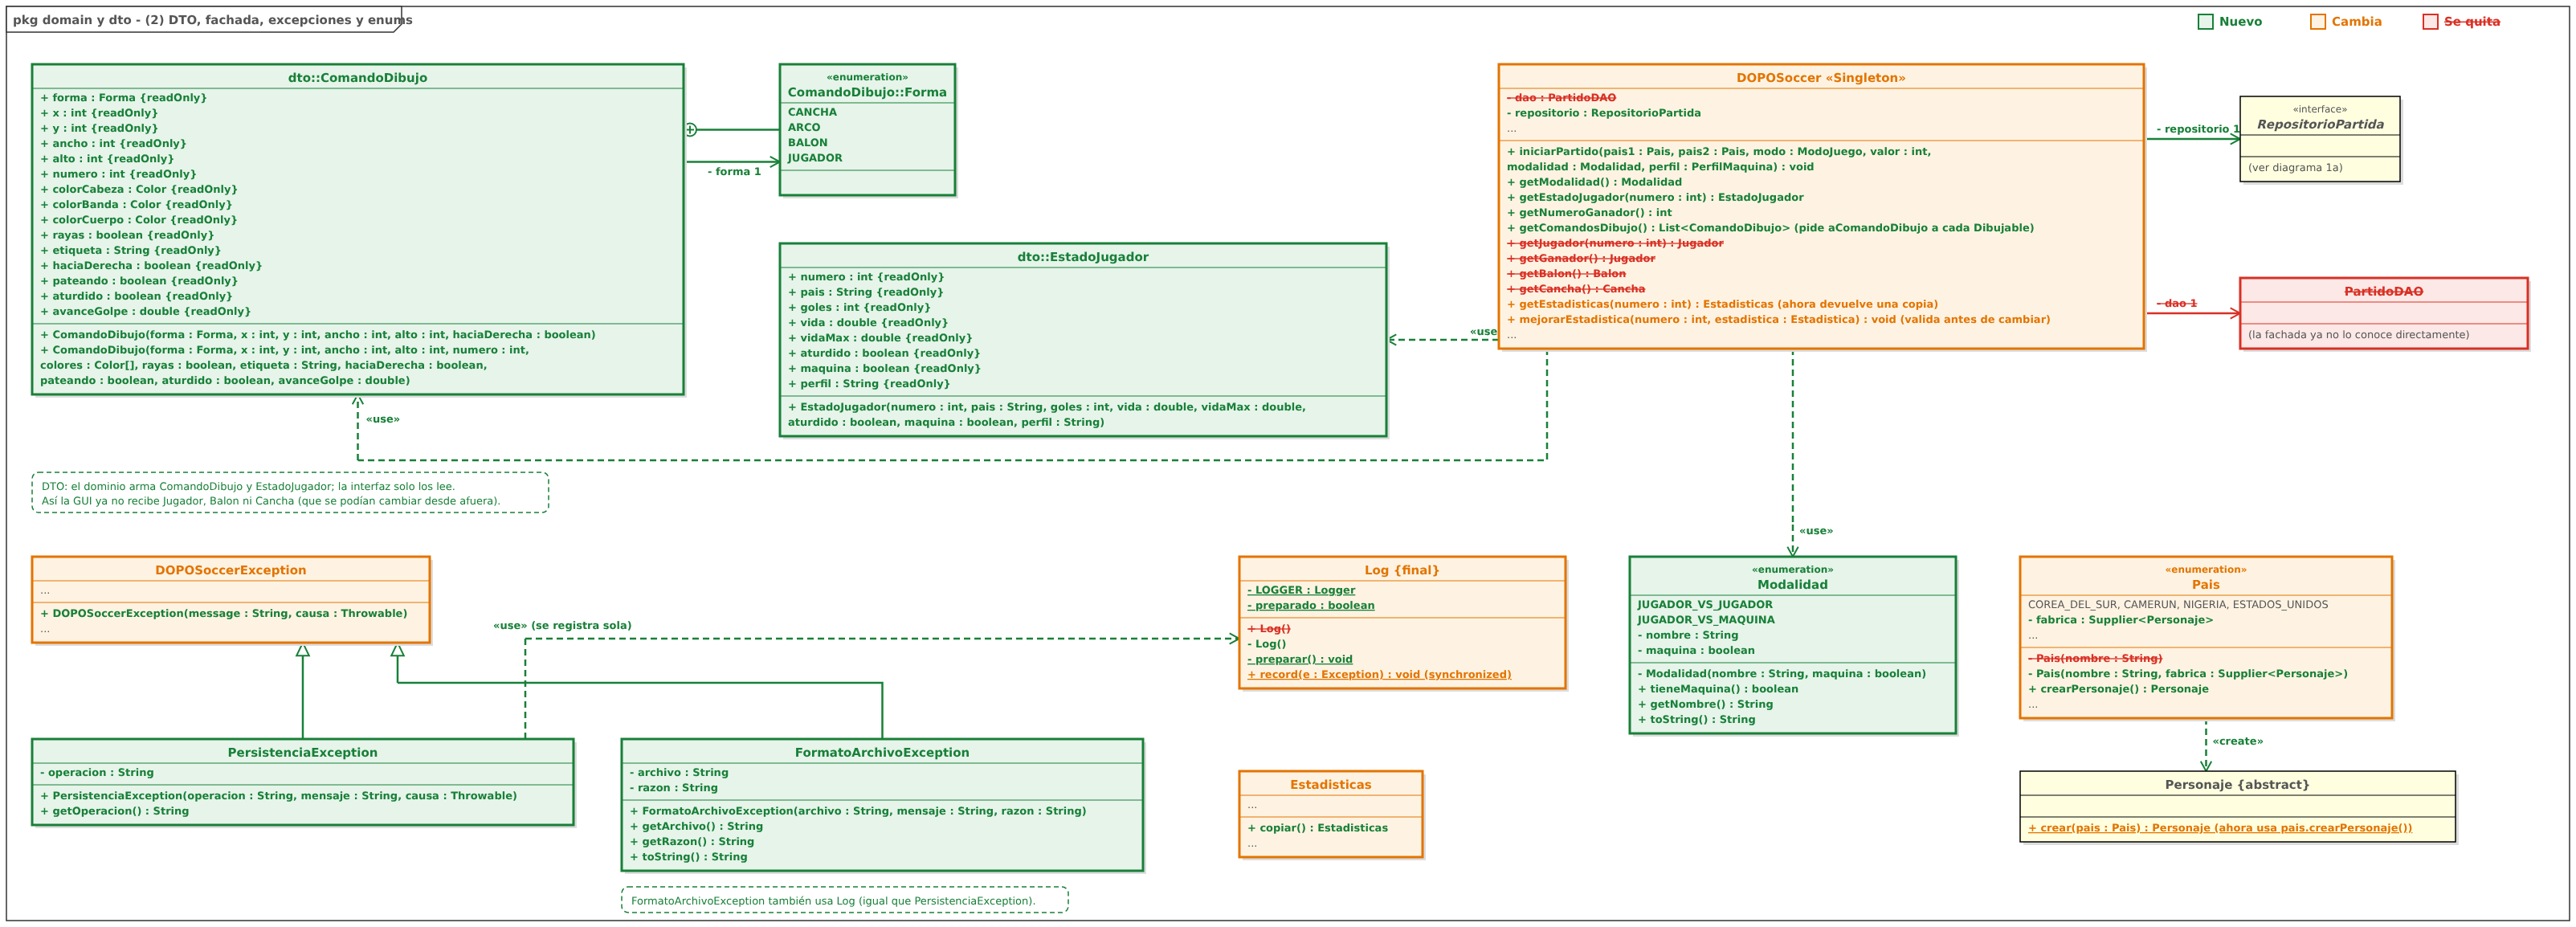 pkg domain y dto - (2) DTO, fachada, excepciones y enums
Nuevo
Cambia
Se quita
dto::ComandoDibujo
+ forma : Forma {readOnly}
+ x : int {readOnly}
+ y : int {readOnly}
+ ancho : int {readOnly}
+ alto : int {readOnly}
+ numero : int {readOnly}
+ colorCabeza : Color {readOnly}
+ colorBanda : Color {readOnly}
+ colorCuerpo : Color {readOnly}
+ rayas : boolean {readOnly}
+ etiqueta : String {readOnly}
+ haciaDerecha : boolean {readOnly}
+ pateando : boolean {readOnly}
+ aturdido : boolean {readOnly}
+ avanceGolpe : double {readOnly}
+ ComandoDibujo(forma : Forma, x : int, y : int, ancho : int, alto : int, haciaDerecha : boolean)
+ ComandoDibujo(forma : Forma, x : int, y : int, ancho : int, alto : int, numero : int,
colores : Color[], rayas : boolean, etiqueta : String, haciaDerecha : boolean,
pateando : boolean, aturdido : boolean, avanceGolpe : double)
«enumeration»
ComandoDibujo::Forma
CANCHA
ARCO
BALON
JUGADOR
- forma 1
dto::EstadoJugador
+ numero : int {readOnly}
+ pais : String {readOnly}
+ goles : int {readOnly}
+ vida : double {readOnly}
+ vidaMax : double {readOnly}
+ aturdido : boolean {readOnly}
+ maquina : boolean {readOnly}
+ perfil : String {readOnly}
+ EstadoJugador(numero : int, pais : String, goles : int, vida : double, vidaMax : double,
aturdido : boolean, maquina : boolean, perfil : String)
«use
DOPOSoccer «Singleton»
- dao : PartidoDAO
- repositorio : RepositorioPartida
...
+ iniciarPartido(pais1 : Pais, pais2 : Pais, modo : ModoJuego, valor : int,
modalidad : Modalidad, perfil : PerfilMaquina) : void
+ getModalidad() : Modalidad
+ getEstadoJugador(numero : int) : EstadoJugador
+ getNumeroGanador() : int
+ getComandosDibujo() : List<ComandoDibujo> (pide aComandoDibujo a cada Dibujable)
+ getJugador(numero : int) : Jugador
+ getGanador() : Jugador
+ getBalon() : Balon
+ getCancha() : Cancha
+ getEstadisticas(numero : int) : Estadisticas (ahora devuelve una copia)
+ mejorarEstadistica(numero : int, estadistica : Estadistica) : void (valida antes de cambiar)
...
- repositorio 1
«interface»
RepositorioPartida
(ver diagrama 1a)
- dao 1
PartidoDAO
(la fachada ya no lo conoce directamente)
«use»
DTO: el dominio arma ComandoDibujo y EstadoJugador; la interfaz solo los lee.
Así la GUI ya no recibe Jugador, Balon ni Cancha (que se podían cambiar desde afuera).
«use»
DOPOSoccerException
...
+ DOPOSoccerException(message : String, causa : Throwable)
...
«use» (se registra sola)
Log {final}
- LOGGER : Logger
- preparado : boolean
+ Log()
- Log()
- preparar() : void
+ record(e : Exception) : void (synchronized)
«enumeration»
Modalidad
JUGADOR_VS_JUGADOR
JUGADOR_VS_MAQUINA
- nombre : String
- maquina : boolean
- Modalidad(nombre : String, maquina : boolean)
+ tieneMaquina() : boolean
+ getNombre() : String
+ toString() : String
«enumeration»
Pais
COREA_DEL_SUR, CAMERUN, NIGERIA, ESTADOS_UNIDOS
- fabrica : Supplier<Personaje>
...
- Pais(nombre : String)
- Pais(nombre : String, fabrica : Supplier<Personaje>)
+ crearPersonaje() : Personaje
...
«create»
PersistenciaException
- operacion : String
+ PersistenciaException(operacion : String, mensaje : String, causa : Throwable)
+ getOperacion() : String
FormatoArchivoException
- archivo : String
- razon : String
+ FormatoArchivoException(archivo : String, mensaje : String, razon : String)
+ getArchivo() : String
+ getRazon() : String
+ toString() : String
Estadisticas
...
+ copiar() : Estadisticas
...
Personaje {abstract}
+ crear(pais : Pais) : Personaje (ahora usa pais.crearPersonaje())
FormatoArchivoException también usa Log (igual que PersistenciaException).